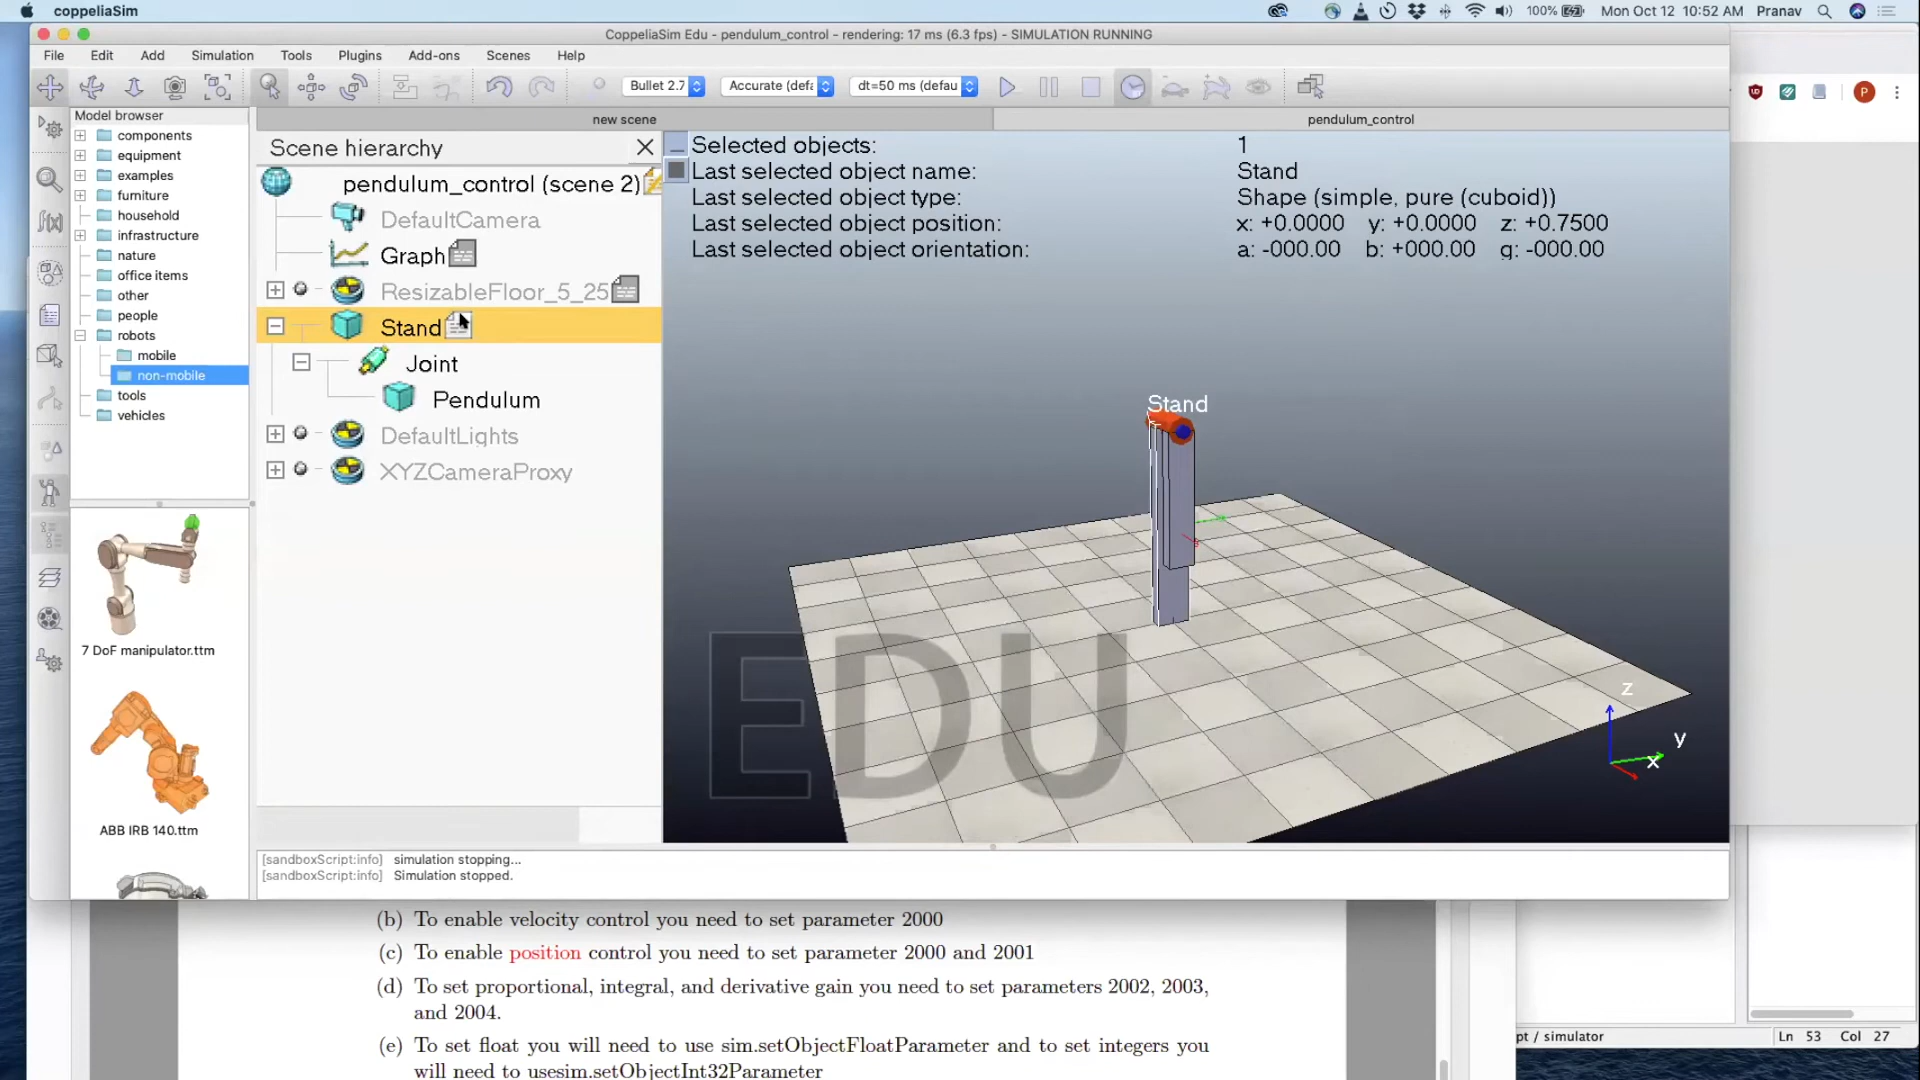 coppeliaSim
100%
Mon Oct 12 10:52 AM Pranav
CoppeliaSim Edu - pendulum_control - rendering: 17 ms (6.3 fps) - SIMULATION RUNNING
File Edit Add Simulation Tools Plugins Add-ons Scenes Help
Bullet 2.7 Accurate (defa dt=50 ms (defau
P
Model browser
components
equipment
examples
furniture
household
infrastructure
nature
office items
other
people
robots
mobile
non-mobile
tools
vehicles
7 DoF manipulator.ttm
ABB IRB 140.ttm
new scene
pendulum_control
Scene hierarchy
pendulum_control (scene 2)
DefaultCamera
Graph
ResizableFloor_5_25
Stand
Joint
Pendulum
DefaultLights
XYZCameraProxy
Selected objects: 1
Last selected object name: Stand
Last selected object type: Shape (simple, pure (cuboid))
Last selected object position: x: +0.0000 y: +0.0000 z: +0.7500
Last selected object orientation: a: -000.00 b: +000.00 g: -000.00
Stand
EDU
z
y
x
[sandboxScript:info] simulation stopping...
[sandboxScript:info] Simulation stopped.
(b) To enable velocity control you need to set parameter 2000
(c) To enable position control you need to set parameter 2000 and 2001
(d) To set proportional, integral, and derivative gain you need to set parameters 2002, 2003,
and 2004.
(e) To set float you will need to use sim.setObjectFloatParameter and to set integers you
will need to usesim.setObjectInt32Parameter
pt / simulator
Ln 53 Col 27